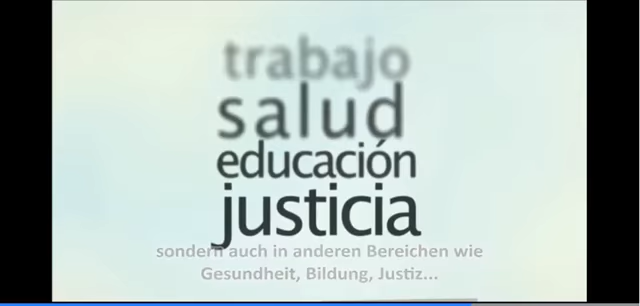 trabajo
salud
educación
justicia
sondern auch in anderen Bereichen wie
Gesundheit, Bildung, Justiz...